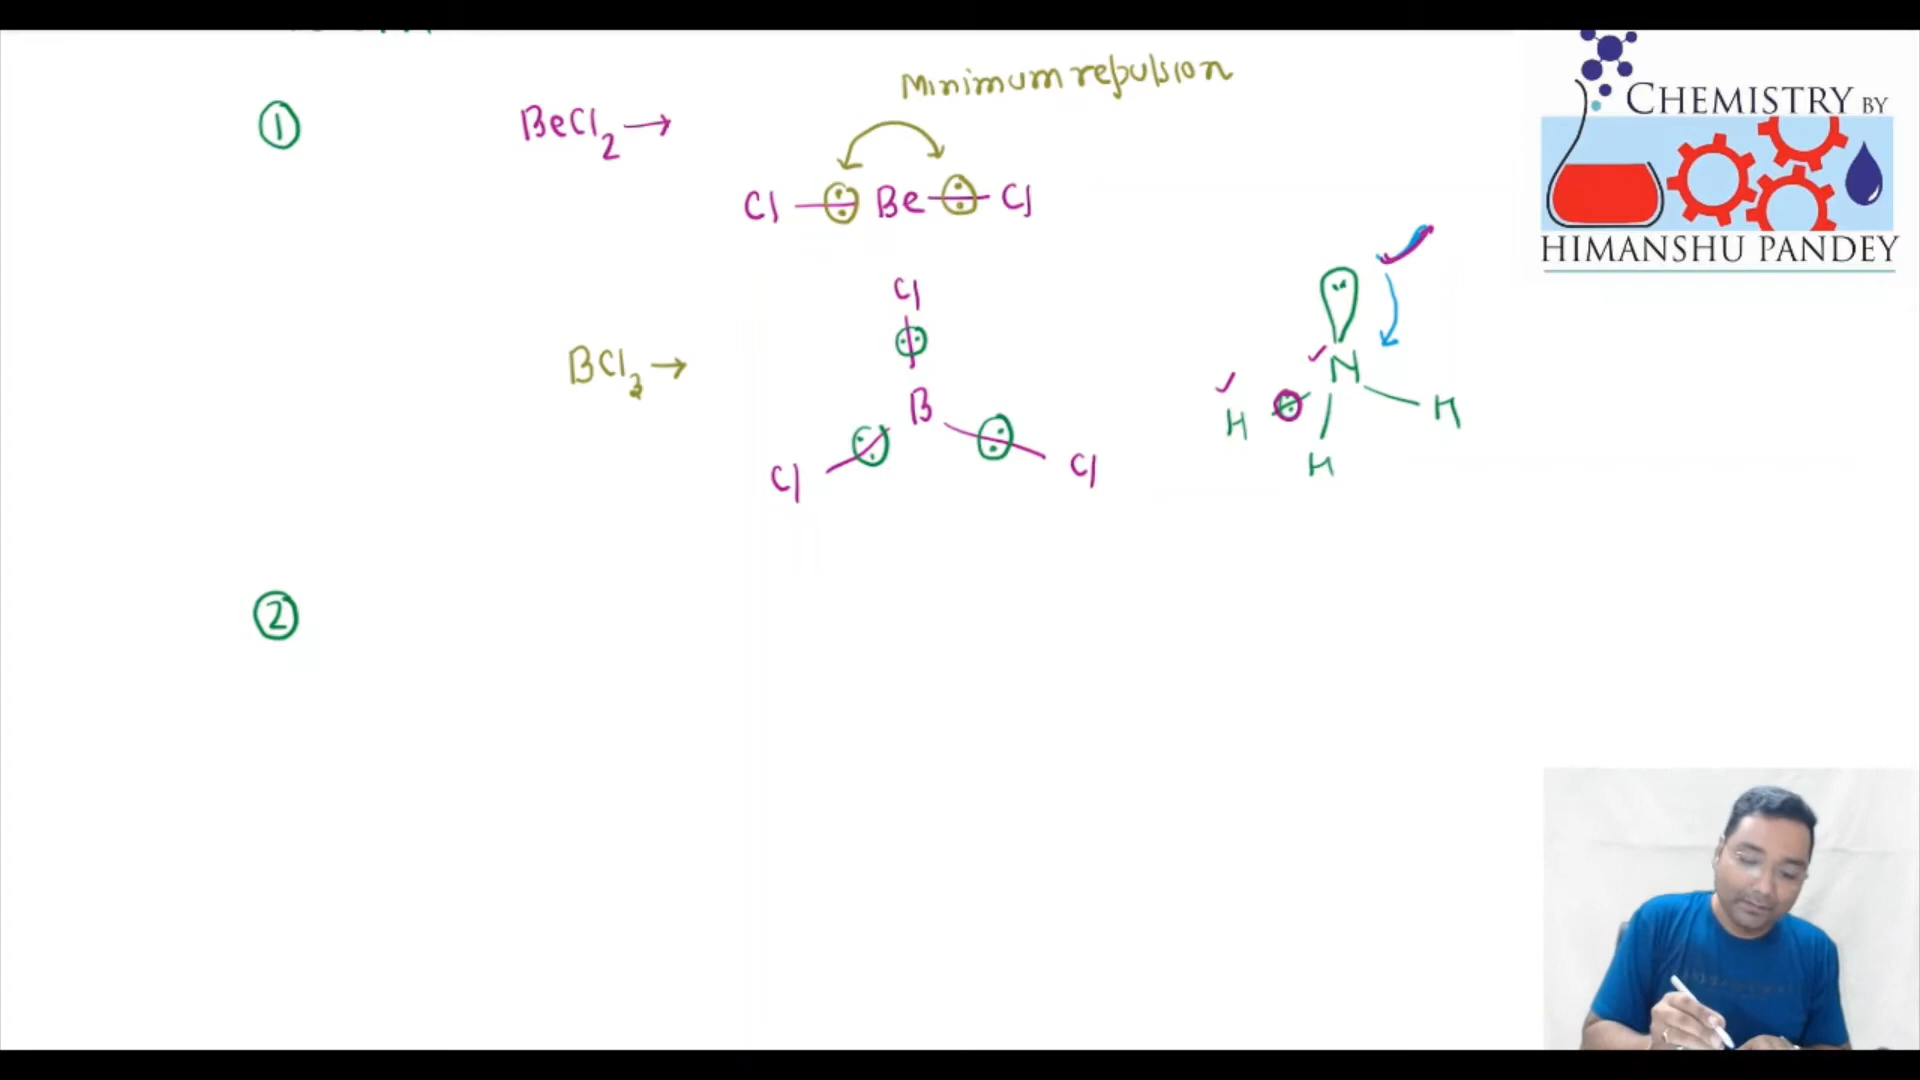 Minimum repulsion
① BeCl2 →
Cl Be Cl
Cl
BCl3 →
B
Cl Cl
N
H H
H
②
CHEMISTRY BY
HIMANSHU PANDEY